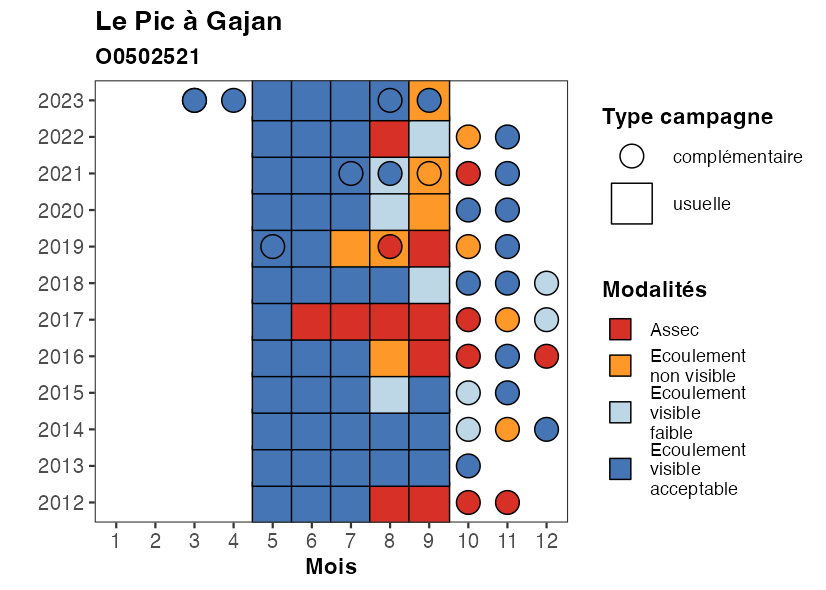 Le Pic à Gajan
O0502521
2023
2022
2021
2020
2019
2018
2017
2016
2015
2014
2013
2012
1 2 3 4 5 6 7 8 9 10 11 12
Mois
Type campagne
complémentaire
usuelle
Modalités
Assec
Ecoulement
non visible
Ecoulement
visible
faible
Ecoulement
visible
acceptable